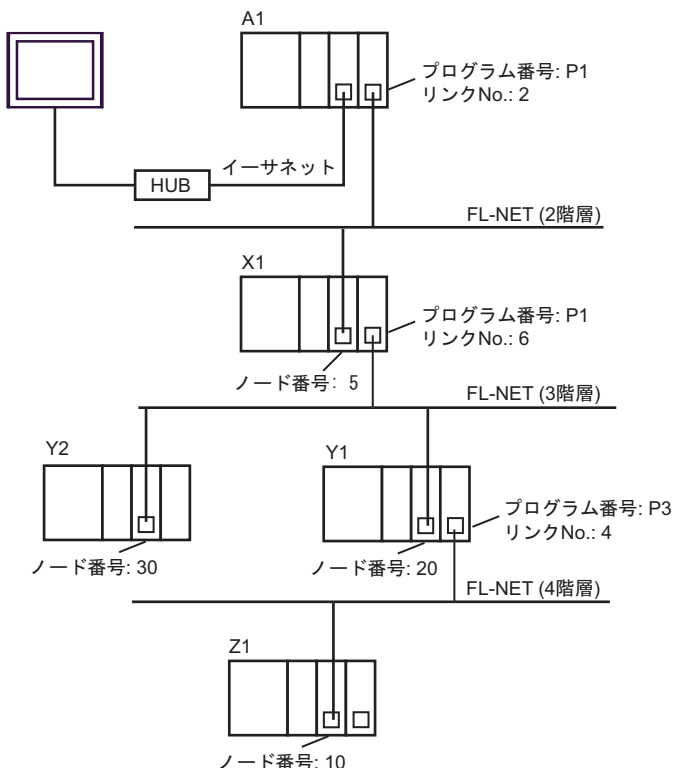 A1
プログラム番号: P1
リンクNo.: 2
イーサネット
HUB
FL-NET (2階層)
X1
プログラム番号: P1
リンクNo.: 6
ノード番号: 5
FL-NET (3階層)
Y2
Y1
プログラム番号: P3
リンクNo.: 4
ノード番号: 30
ノード番号: 20
FL-NET (4階層)
Z1
ノード番号: 10